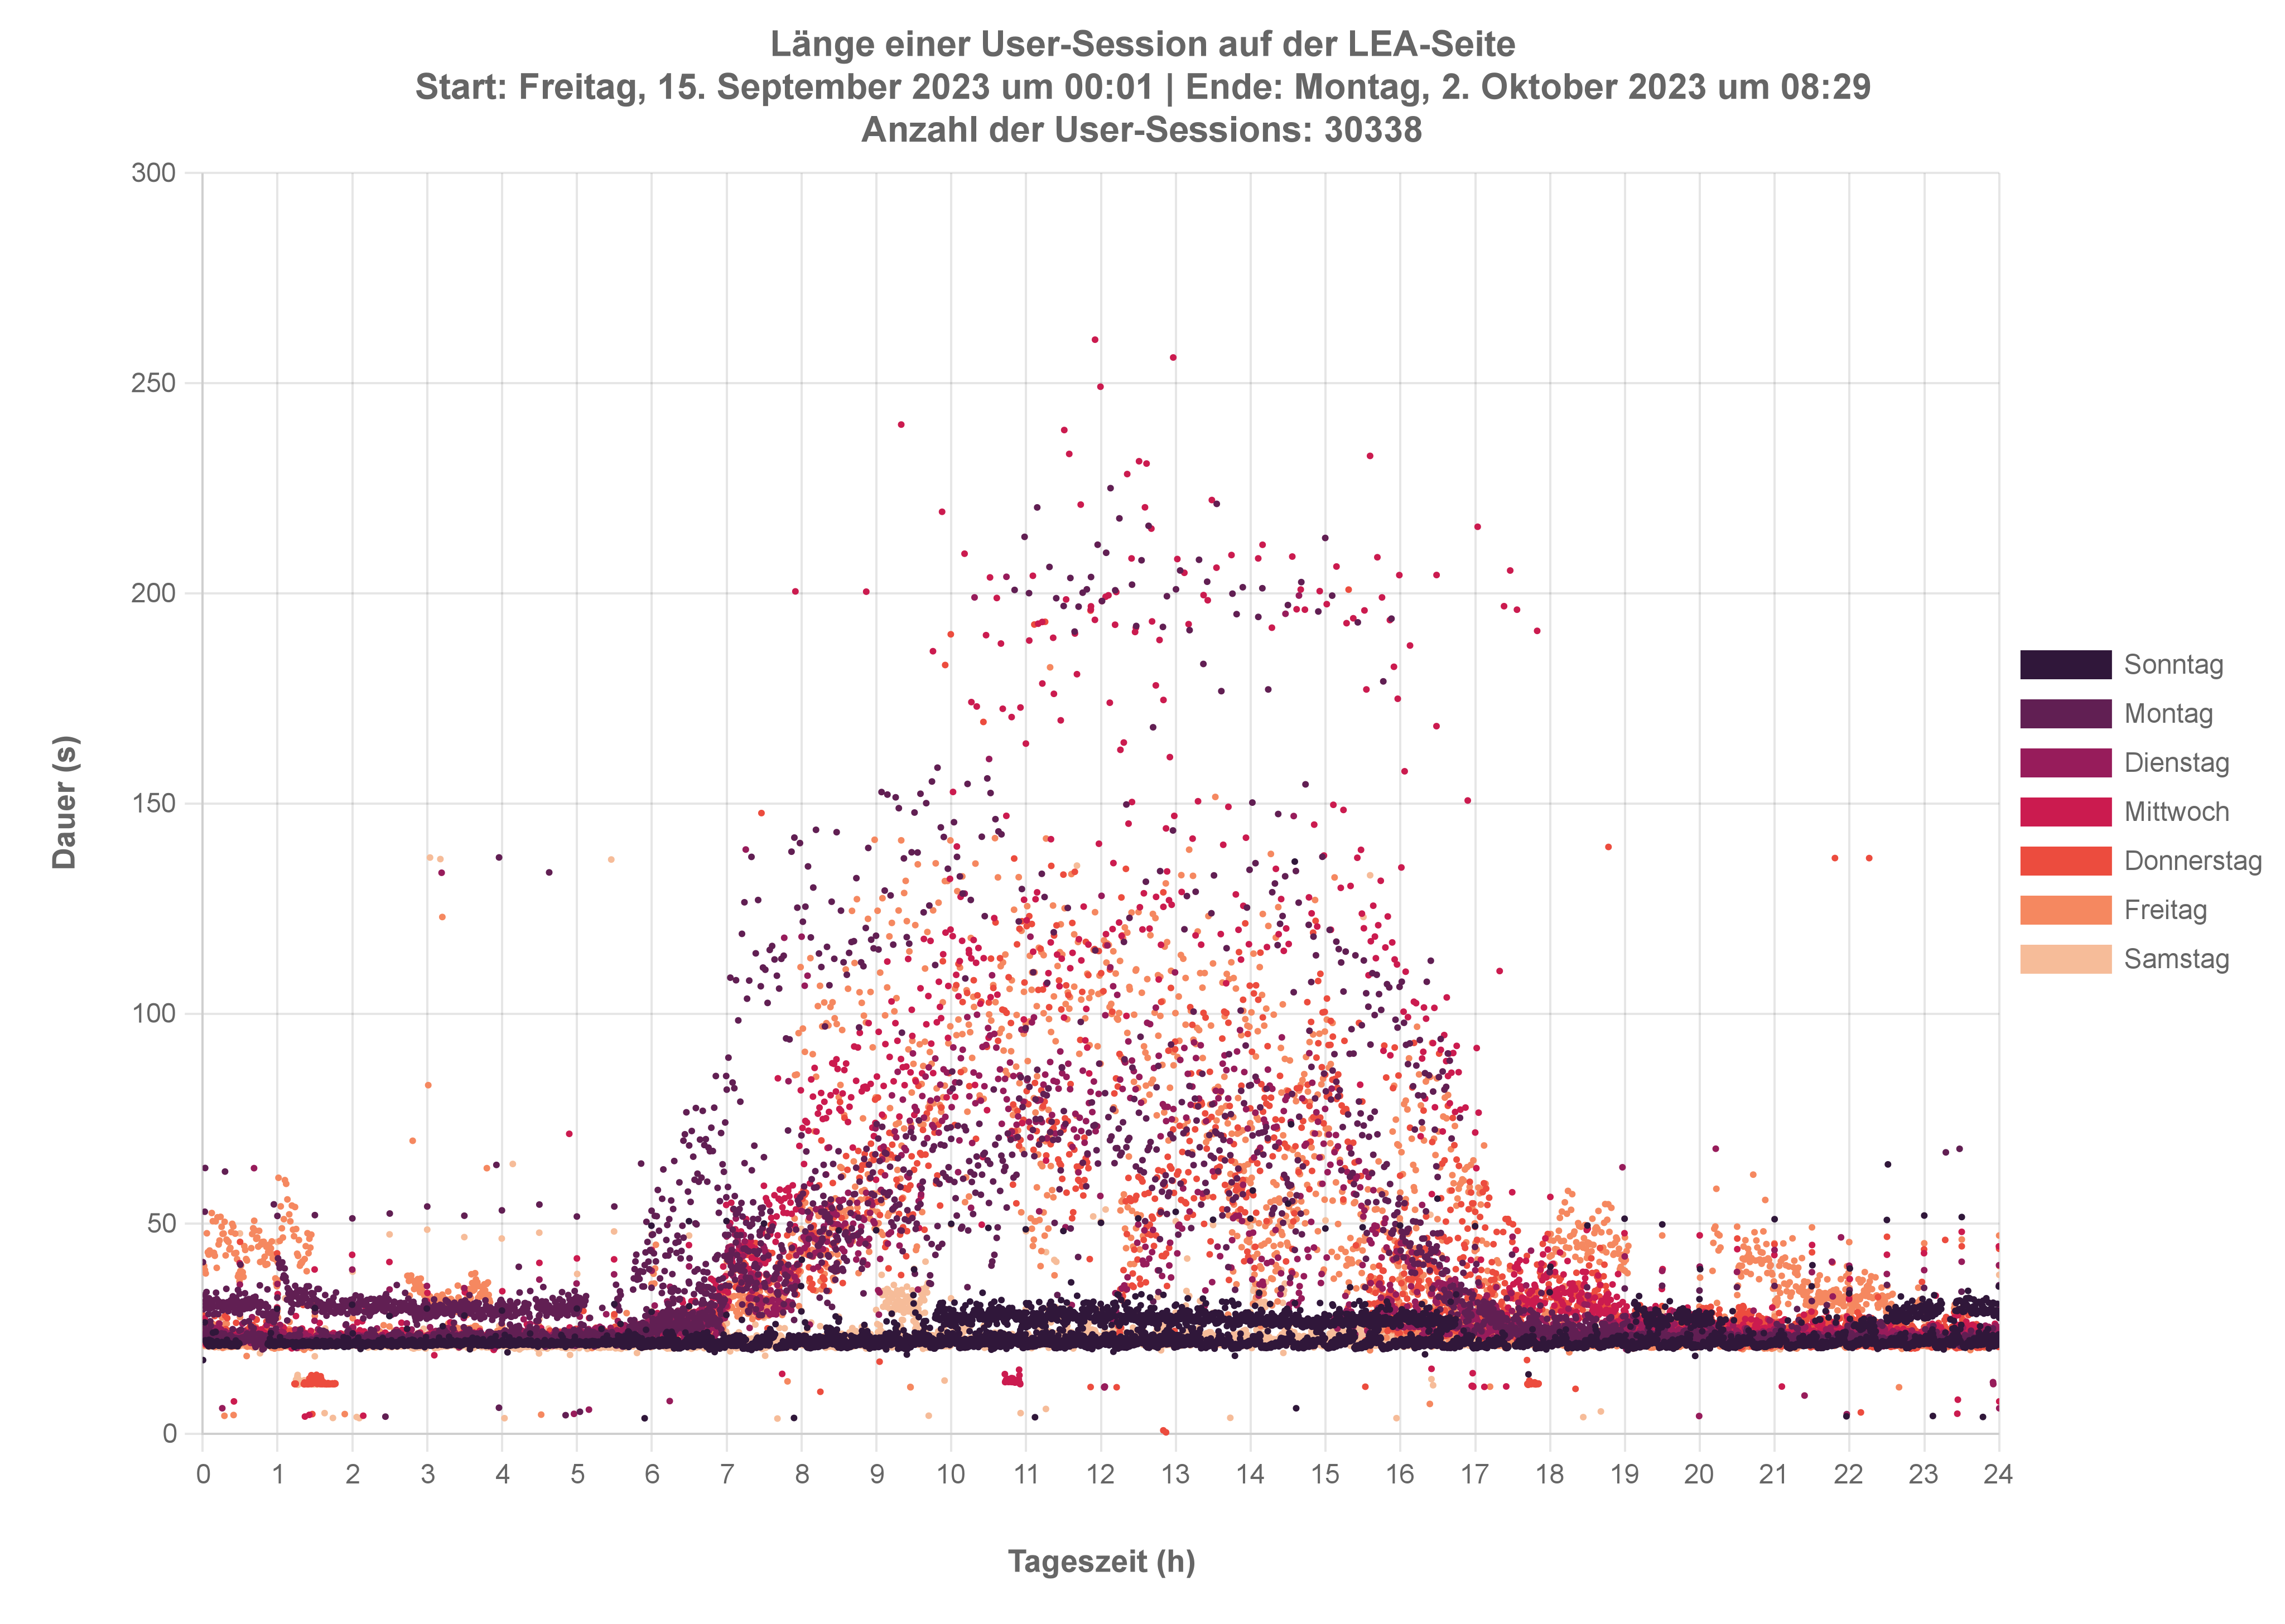 Länge einer User-Session auf der LEA-Seite
Start: Freitag, 15. September 2023 um 00:01 | Ende: Montag, 2. Oktober 2023 um 08:29
Anzahl der User-Sessions: 30338
300
250
200
150
100
50
0
Dauer (s)
0 1 2 3 4 5 6 7 8 9 10 11 12 13 14 15 16 17 18 19 20 21 22 23 24
Tageszeit (h)
Sonntag
Montag
Dienstag
Mittwoch
Donnerstag
Freitag
Samstag